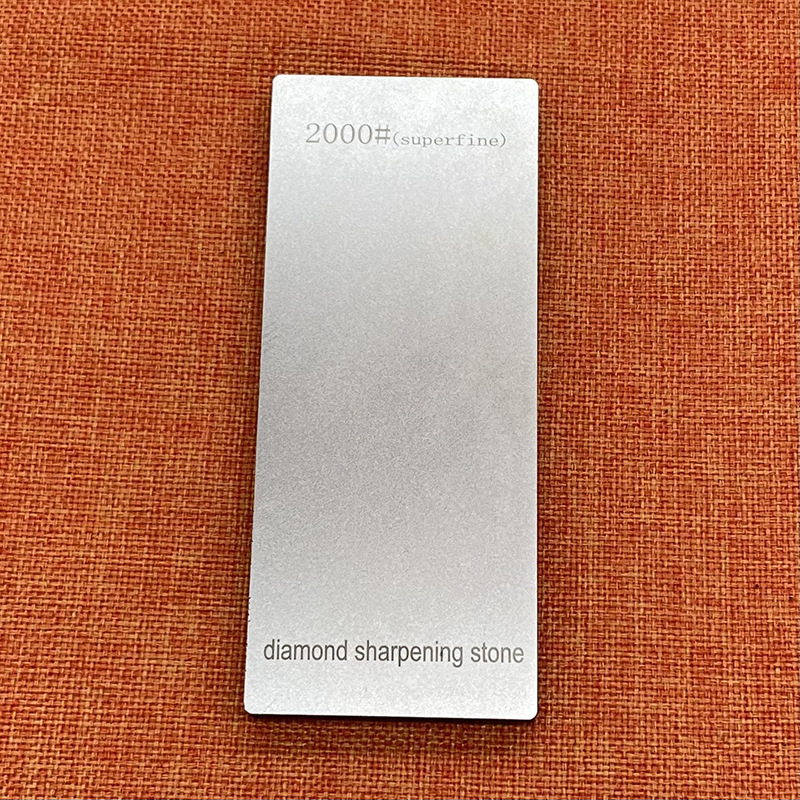 2000#(superfine)
diamond sharpening stone